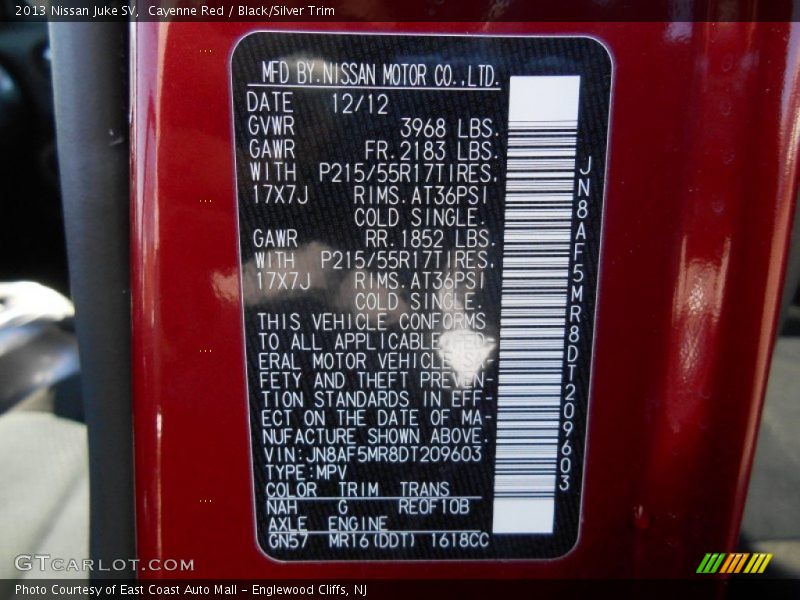 2013 Nissan Juke SV,  Cayenne Red / Black/Silver Trim
MFD BY.NISSAN MOTOR CO.,LTD.
DATE 12/12
GVWR 3968 LBS.
GAWR FR.2183 LBS.
WITH P215/55R17TIRES.
17X7J RIMS.AT36PSI
COLD SINGLE.
GAWR RR.1852 LBS.
WITH P215/55R17TIRES.
17X7J RIMS.AT36PSI
COLD SINGLE.
THIS VEHICLE CONFORMS
TO ALL APPLICABLE
ERAL MOTOR VEHICLE
FETY AND THEFT PREVEN-
TION STANDARDS IN EFF-
ECT ON THE DATE OF MA-
NUFACTURE SHOWN ABOVE.
VIN:JN8AF5MR8DT209603
TYPE:MPV
COLOR TRIM TRANS
NAH G RE0F10B
AXLE ENGINE
GN57 MR16(DDT) 1618CC
JN8AF5MR8DT209603
GTCARLOT.COM
Photo Courtesy of East Coast Auto Mall - Englewood Cliffs, NJ